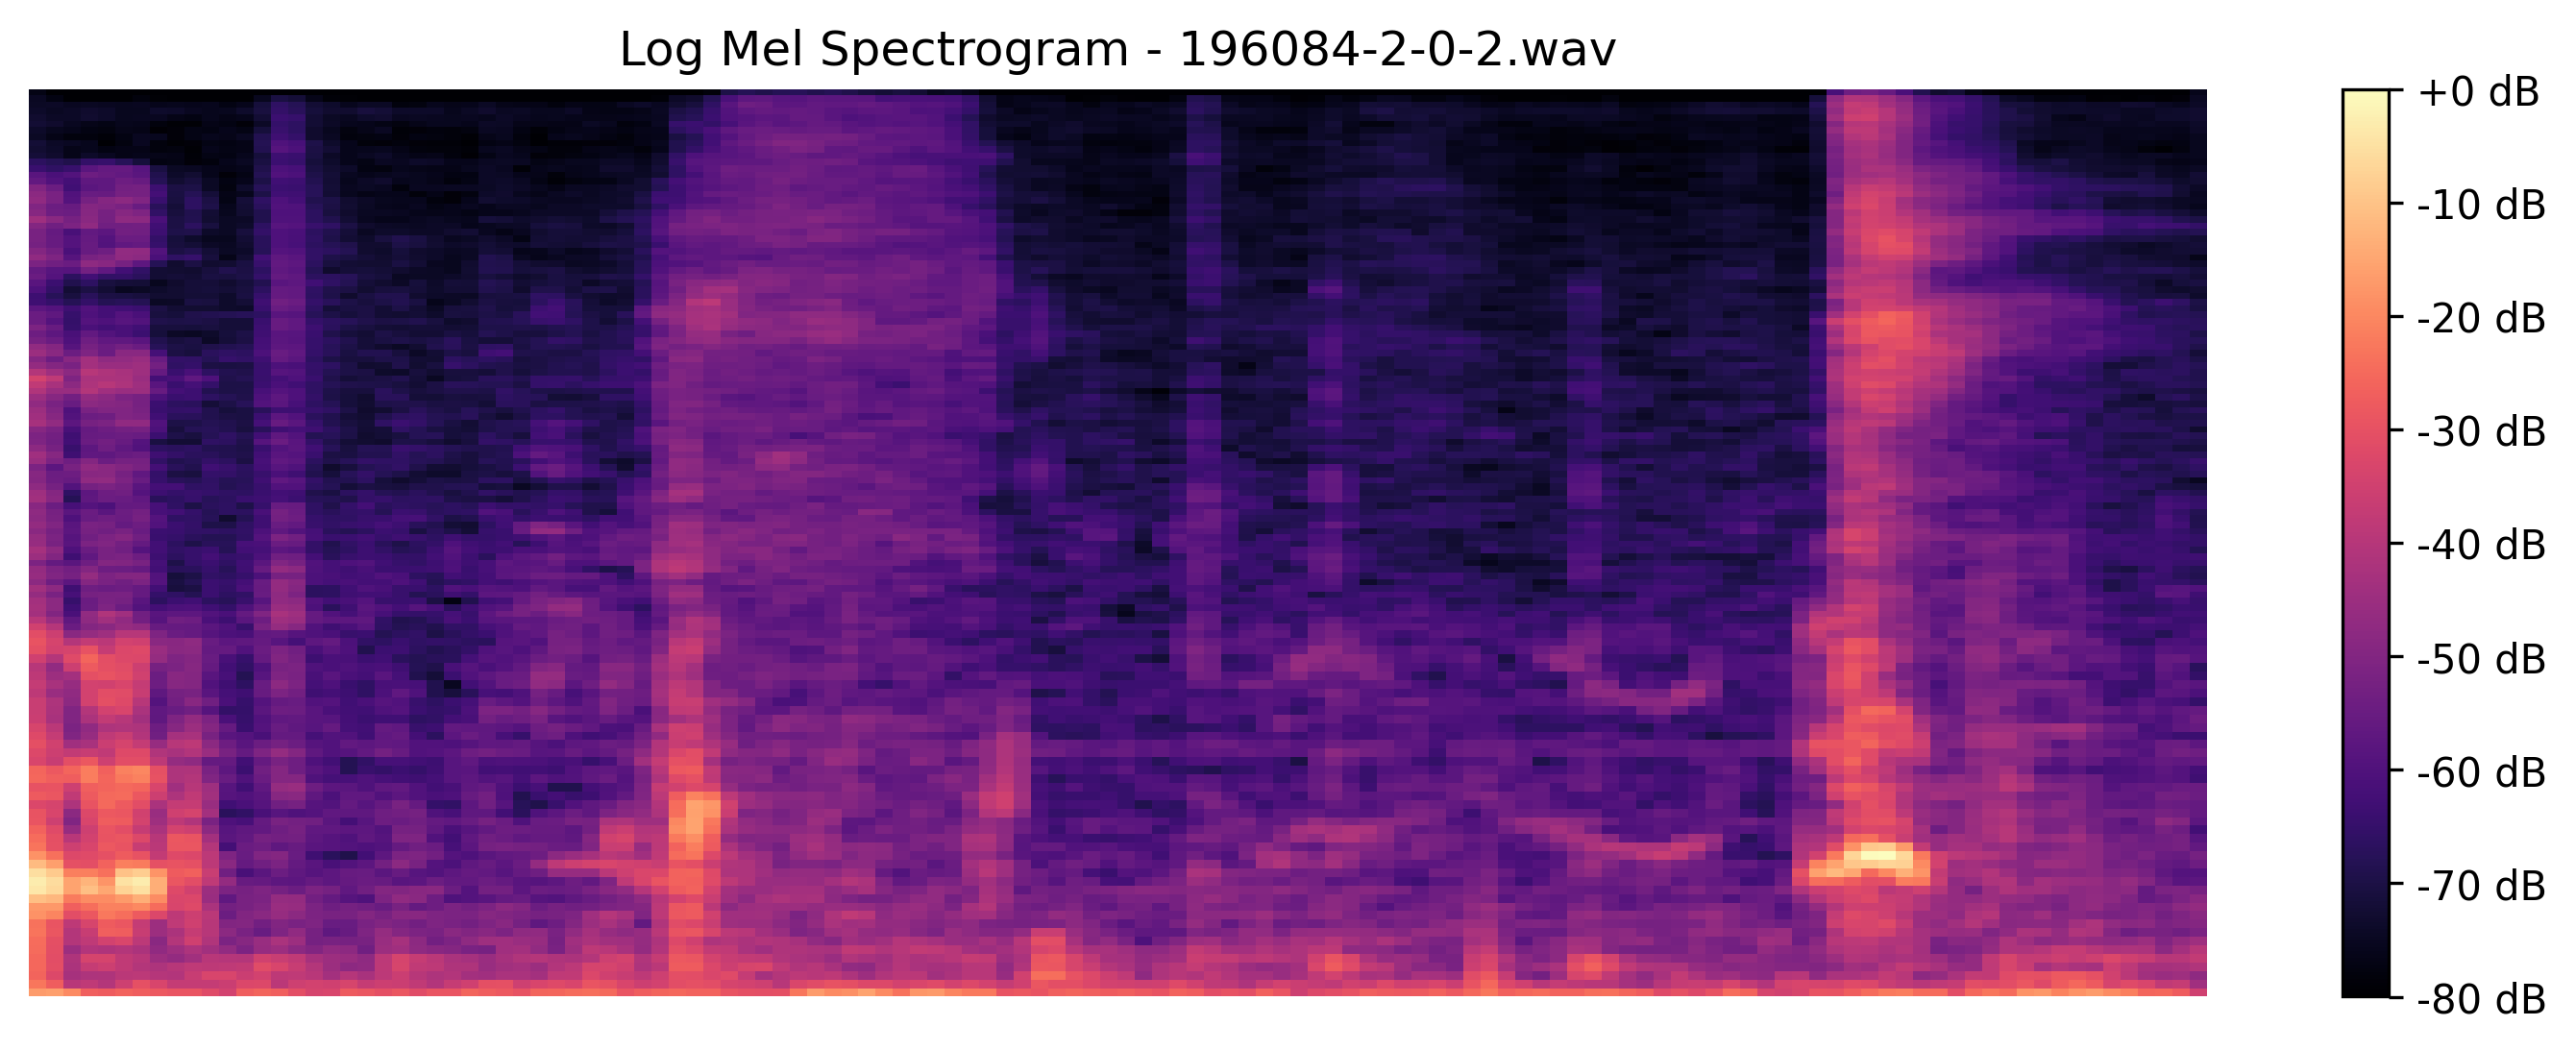 Log Mel Spectrogram - 196084-2-0-2.wav
+0 dB
-10 dB
-20 dB
-30 dB
-40 dB
-50 dB
-60 dB
-70 dB
-80 dB